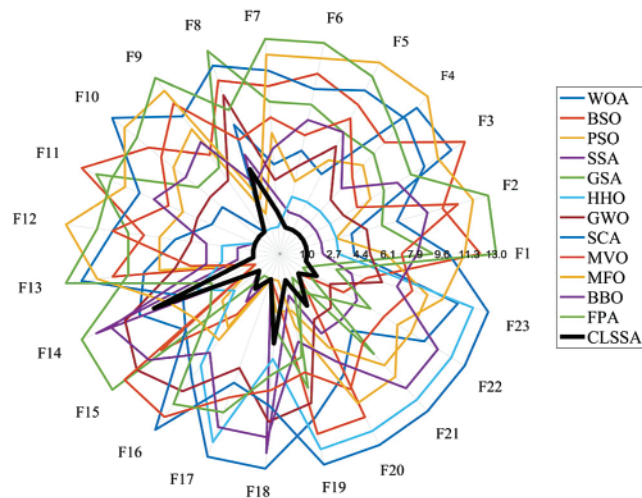 F7
F6
F8
F5
F9
F4
F10
F3
F11
F2
F12
1.0 2.7 4.4 6.1 7.9 9.6 11.3 13.0
F1
F13
F23
F14
F22
F15
F21
F16
F20
F17
F19
F18
WOA
BSO
PSO
SSA
GSA
HHO
GWO
SCA
MVO
MFO
BBO
FPA
CLSSA